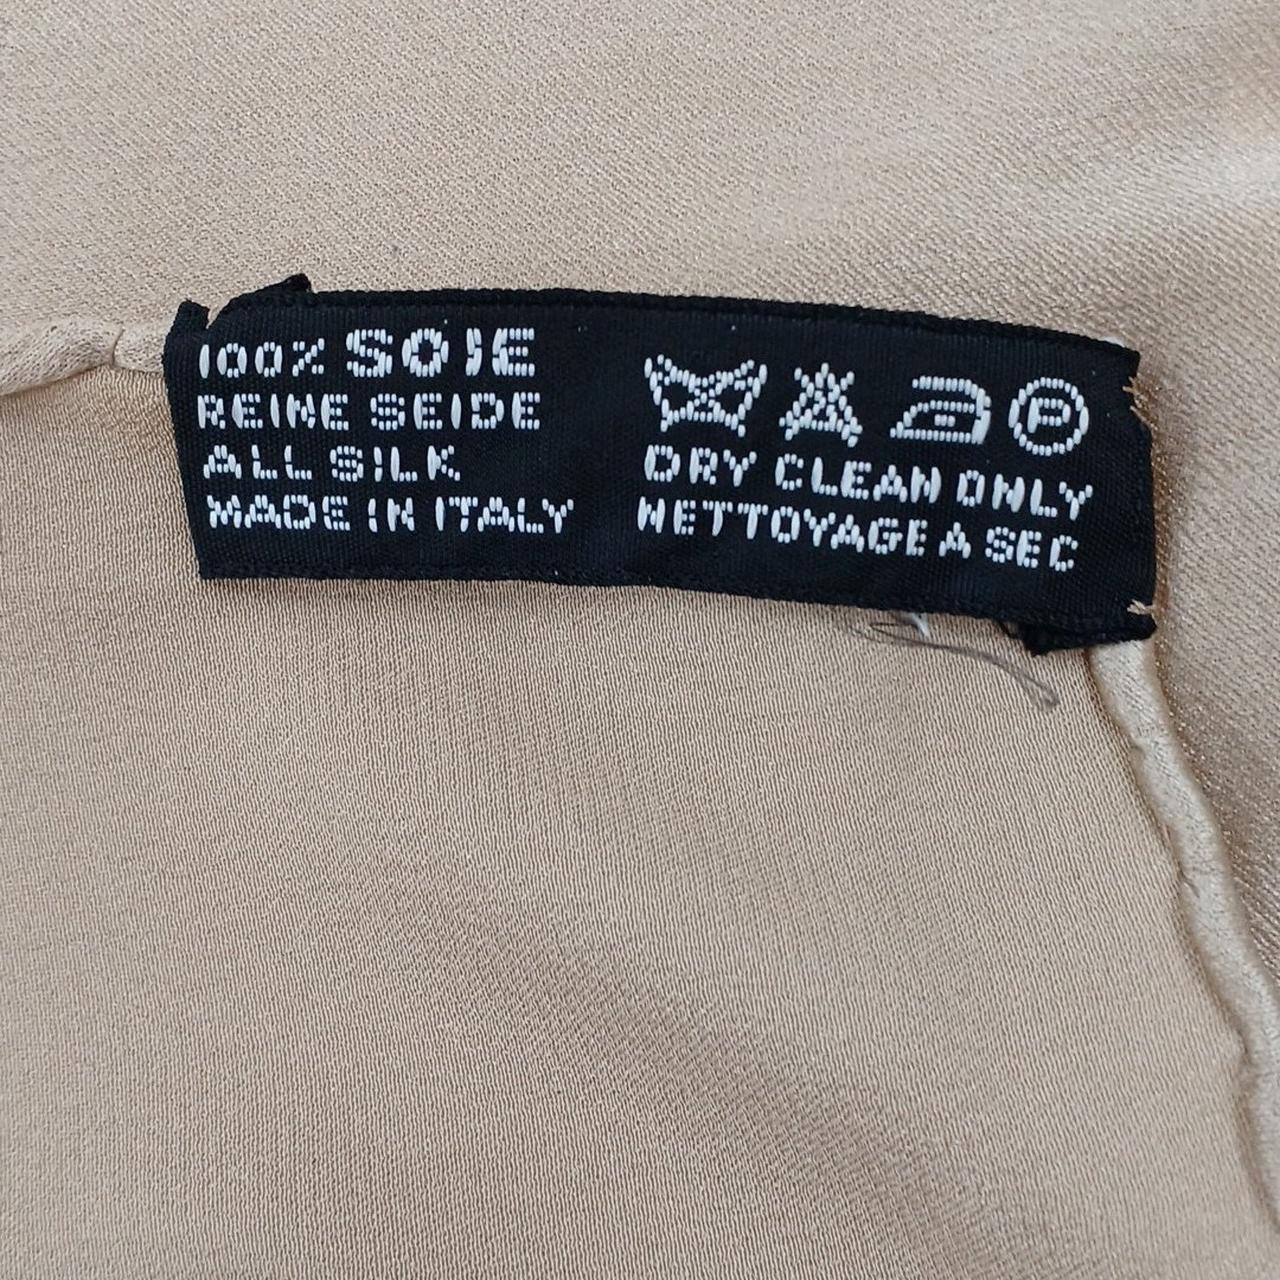 100% SOIE
REINE SEIDE
ALL SILK
MADE IN ITALY
P
DRY CLEAN ONLY
NETTOYAGE A SEC